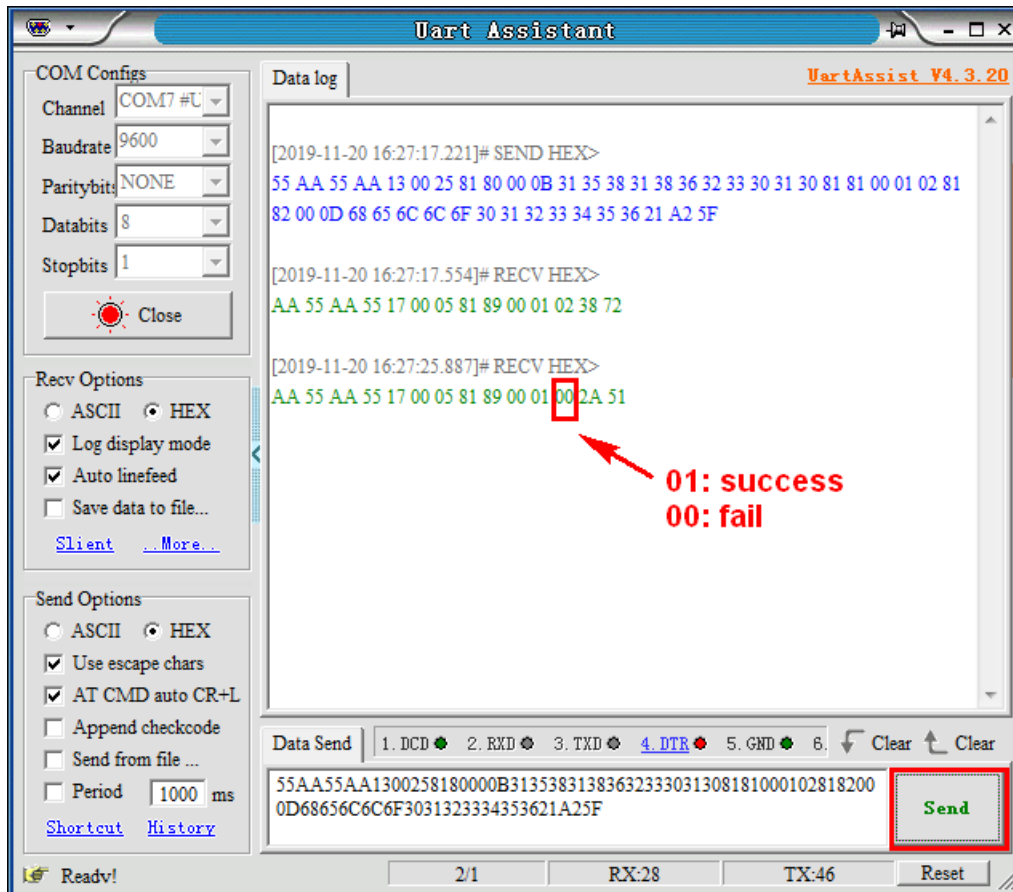 Uart Assistant
COM Configs
Channel COM7 #U
Baudrate 9600
Paritybit: NONE
Databits 8
Stopbits 1
Close
Recv Options
ASCII HEX
Log display mode
Auto linefeed
Save data to file...
Slient ..More..
Send Options
ASCII HEX
Use escape chars
AT CMD auto CR+L
Append checkcode
Send from file ...
Period 1000 ms
Shortcut History
Data log UartAssist V4.3.20
[2019-11-20 16:27:17.221]# SEND HEX>
55 AA 55 AA 13 00 25 81 80 00 0B 31 35 38 31 38 36 32 33 30 31 30 81 81 00 01 02 81
82 00 0D 68 65 6C 6C 6F 30 31 32 33 34 35 36 21 A2 5F
[2019-11-20 16:27:17.554]# RECV HEX>
AA 55 AA 55 17 00 05 81 89 00 01 02 38 72
[2019-11-20 16:27:25.887]# RECV HEX>
AA 55 AA 55 17 00 05 81 89 00 01 00 2A 51
01: success
00: fail
Data Send 1. DCD 2. RXD 3. TXD 4. DTR 5. GND 6. Clear Clear
55AA55AA1300258180000B3135383138363233303130818100010281820
0D68656C6C6F3031323334353621A25F
Send
Ready! 2/1 RX:28 TX:46 Reset